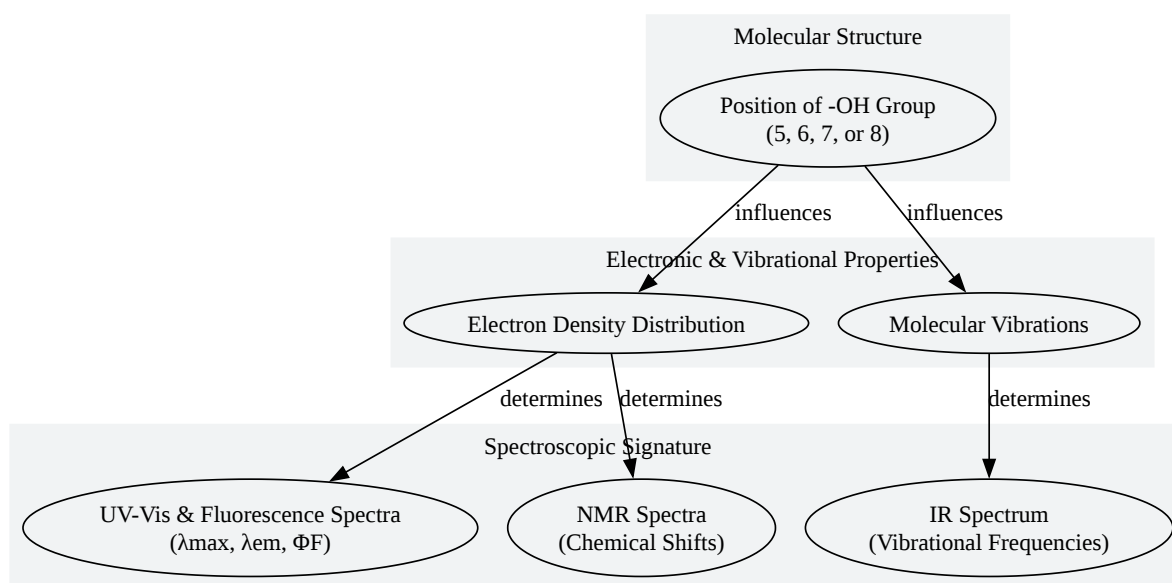 Molecular Structure
Position of -OH Group
(5, 6, 7, or 8)
influences
influences
Electronic & Vibrational Properties
Electron Density Distribution
Molecular Vibrations
determines
determines
determines
Spectroscopic Signature
UV-Vis & Fluorescence Spectra
(λmax, λem, ΦF)
NMR Spectra
(Chemical Shifts)
IR Spectrum
(Vibrational Frequencies)